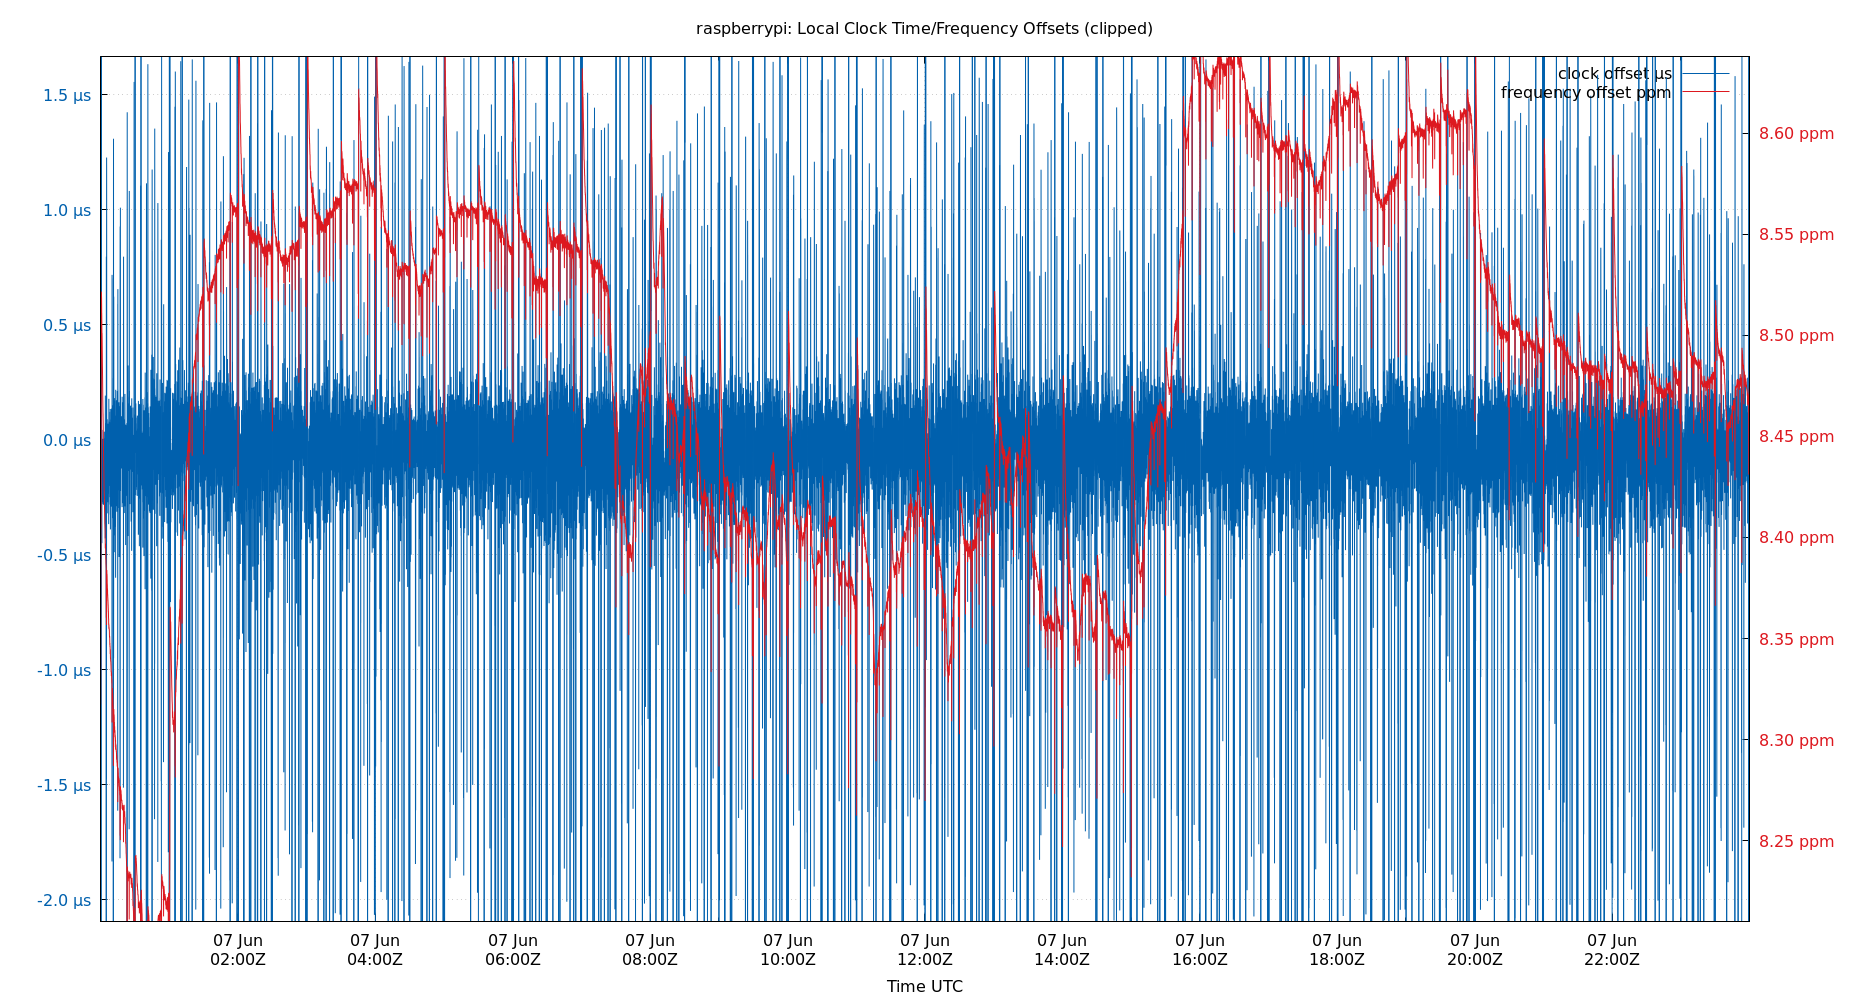 raspberrypi: Local Clock Time/Frequency Offsets (clipped)
clock offset µs
frequency offset ppm
1.5 µs
1.0 µs
0.5 µs
0.0 µs
-0.5 µs
-1.0 µs
-1.5 µs
-2.0 µs
8.60 ppm
8.55 ppm
8.50 ppm
8.45 ppm
8.40 ppm
8.35 ppm
8.30 ppm
8.25 ppm
07 Jun 07 Jun 07 Jun 07 Jun 07 Jun 07 Jun 07 Jun 07 Jun 07 Jun 07 Jun 07 Jun
02:00Z 04:00Z 06:00Z 08:00Z 10:00Z 12:00Z 14:00Z 16:00Z 18:00Z 20:00Z 22:00Z
Time UTC